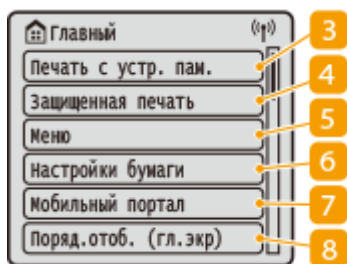 Главный
Печать с устр. пам. 3
Защищенная печать 4
Меню 5
Настройки бумаги 6
Мобильный портал 7
Поряд.отоб. (гл.экр) 8